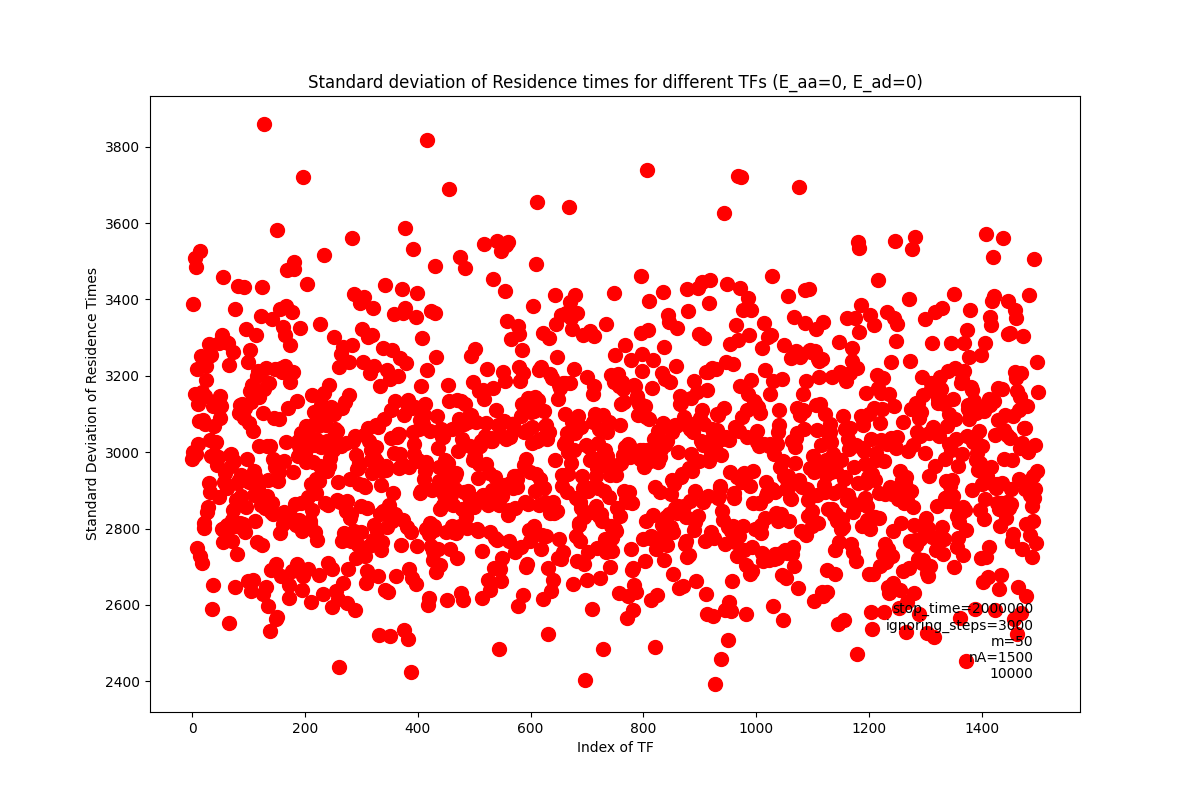 Standard deviation of Residence times for different TFs (E_aa=0, E_ad=0)
Standard Deviation of Residence Times
3800
3600
3400
3200
3000
2800
2600
2400
stop_time=2000000
ignoring_steps=3000
m=50
nA=1500
10000
0 200 400 600 800 1000 1200 1400
Index of TF